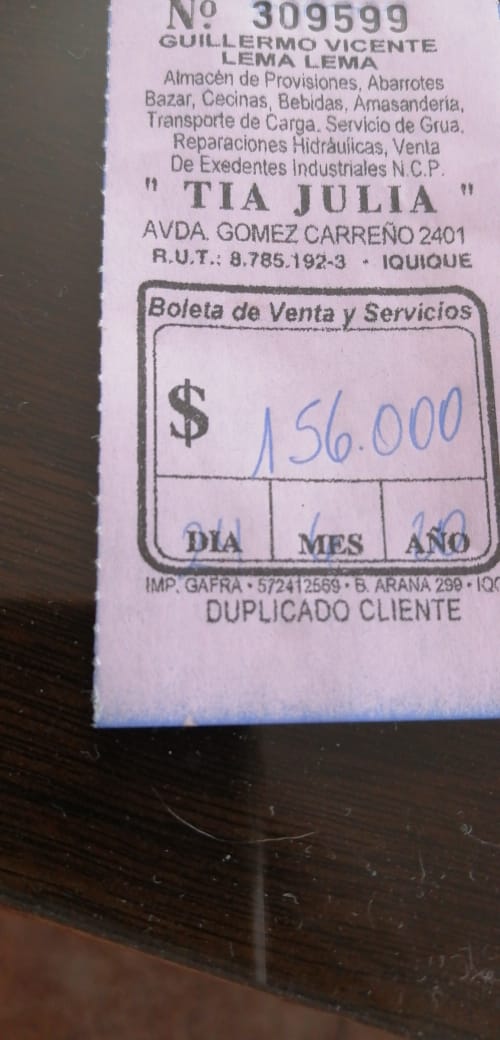 Nº 309599
GUILLERMO VICENTE
LEMA LEMA
Almacén de Provisiones, Abarrotes
Bazar, Cecinas, Bebidas, Amasandería,
Transporte de Carga. Servicio de Grua.
Reparaciones Hidráulicas, Venta
De Exedentes Industriales N.C.P.
" TIA JULIA "
AVDA. GOMEZ CARREÑO 2401
R.U.T.: 8.785.192-3 • IQUIQUE
Boleta de Venta y Servicios
$ 156.000
DIA MES AÑO
IMP. GAFRA • 572412569 • B. ARANA 299 • IQ
DUPLICADO CLIENTE